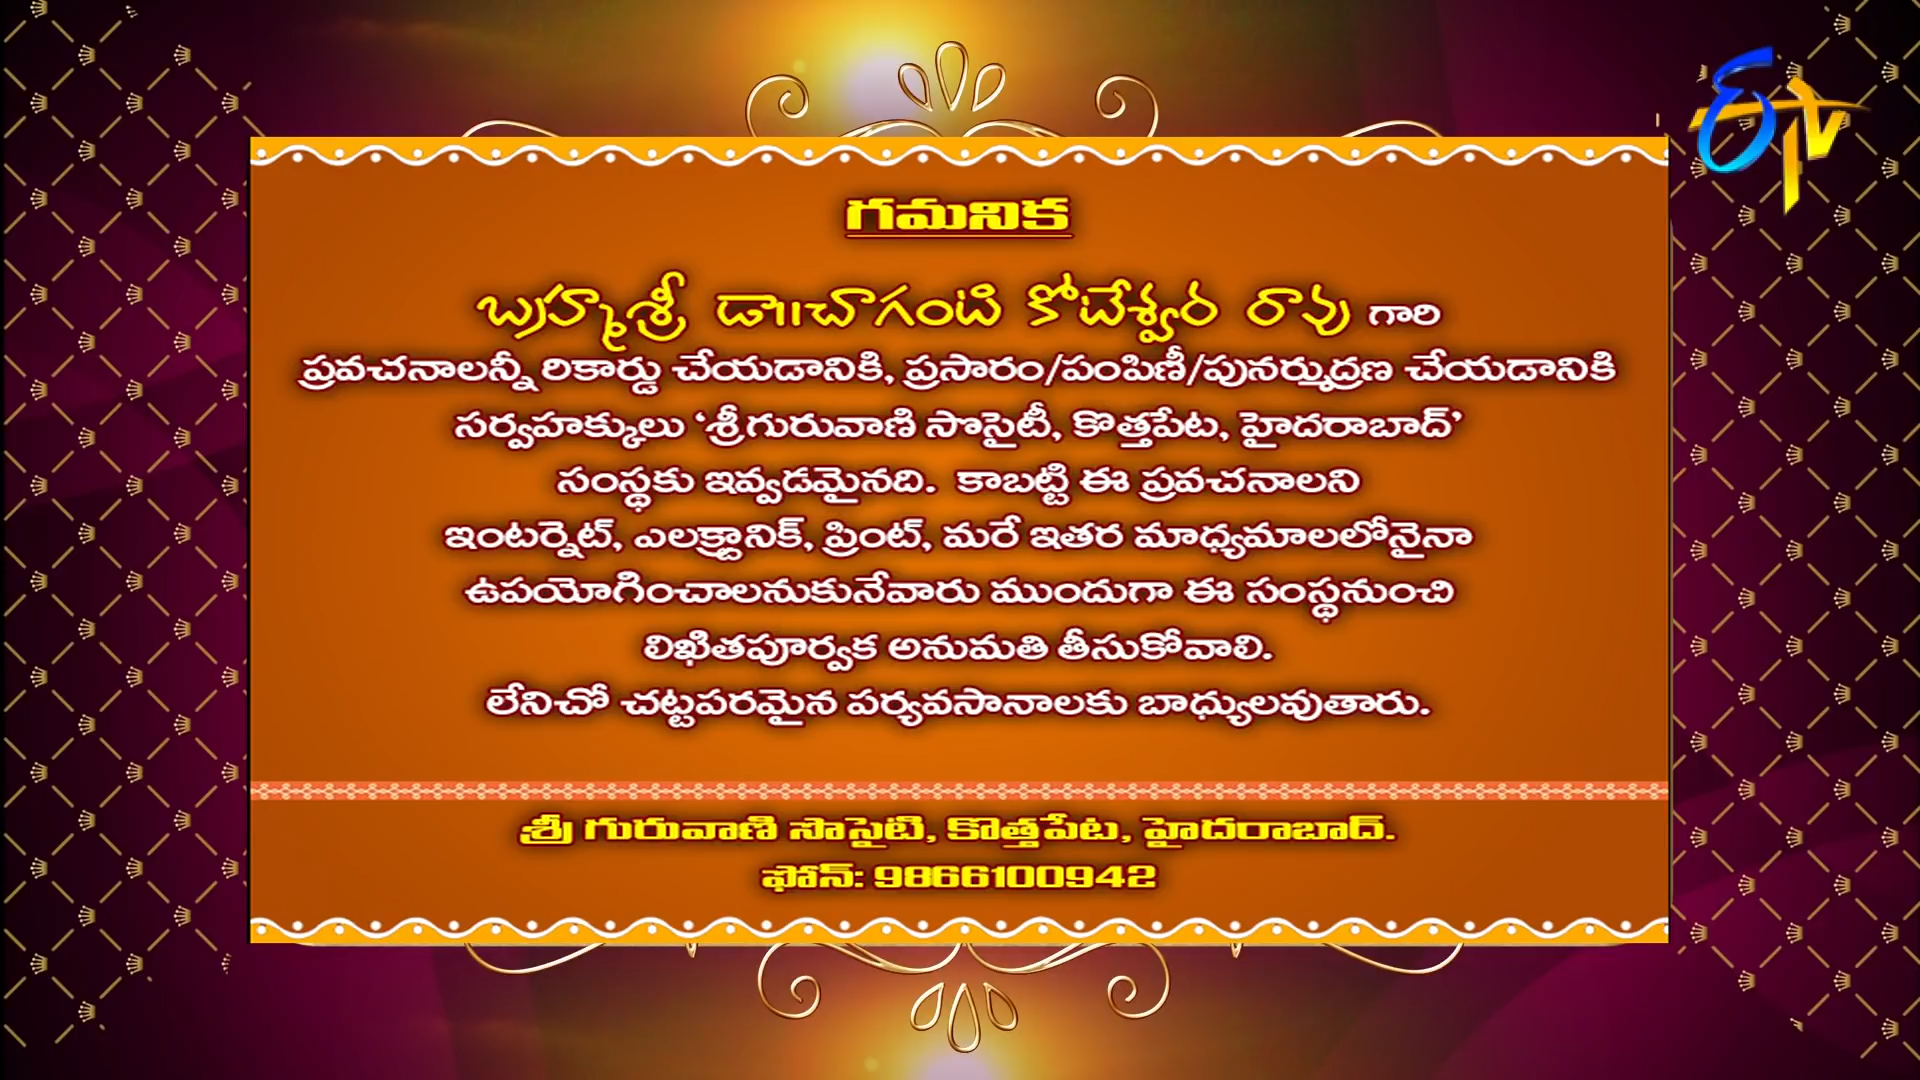 ETV
గమనిక
బ్రహ్మశ్రీ డా॥చాగంటి కోటేశ్వర రావు గారి
ప్రవచనాలన్నీ రికార్డు చేయడానికి, ప్రసారం/పంపిణీ/పునర్ముద్రణ చేయడానికి
సర్వహక్కులు ‘శ్రీగురువాణి సొసైటీ, కొత్తపేట, హైదరాబాద్’
సంస్థకు ఇవ్వడమైనది. కాబట్టి ఈ ప్రవచనాలని
ఇంటర్నెట్, ఎలక్ట్రానిక్, ప్రింట్, మరే ఇతర మాధ్యమాలలోనైనా
ఉపయోగించాలనుకునేవారు ముందుగా ఈ సంస్థనుంచి
లిఖితపూర్వక అనుమతి తీసుకోవాలి.
లేనిచో చట్టపరమైన పర్యవసానాలకు బాధ్యులవుతారు.
శ్రీ గురువాణి సొసైటి, కొత్తపేట, హైదరాబాద్.
ఫోన్: 9866100942